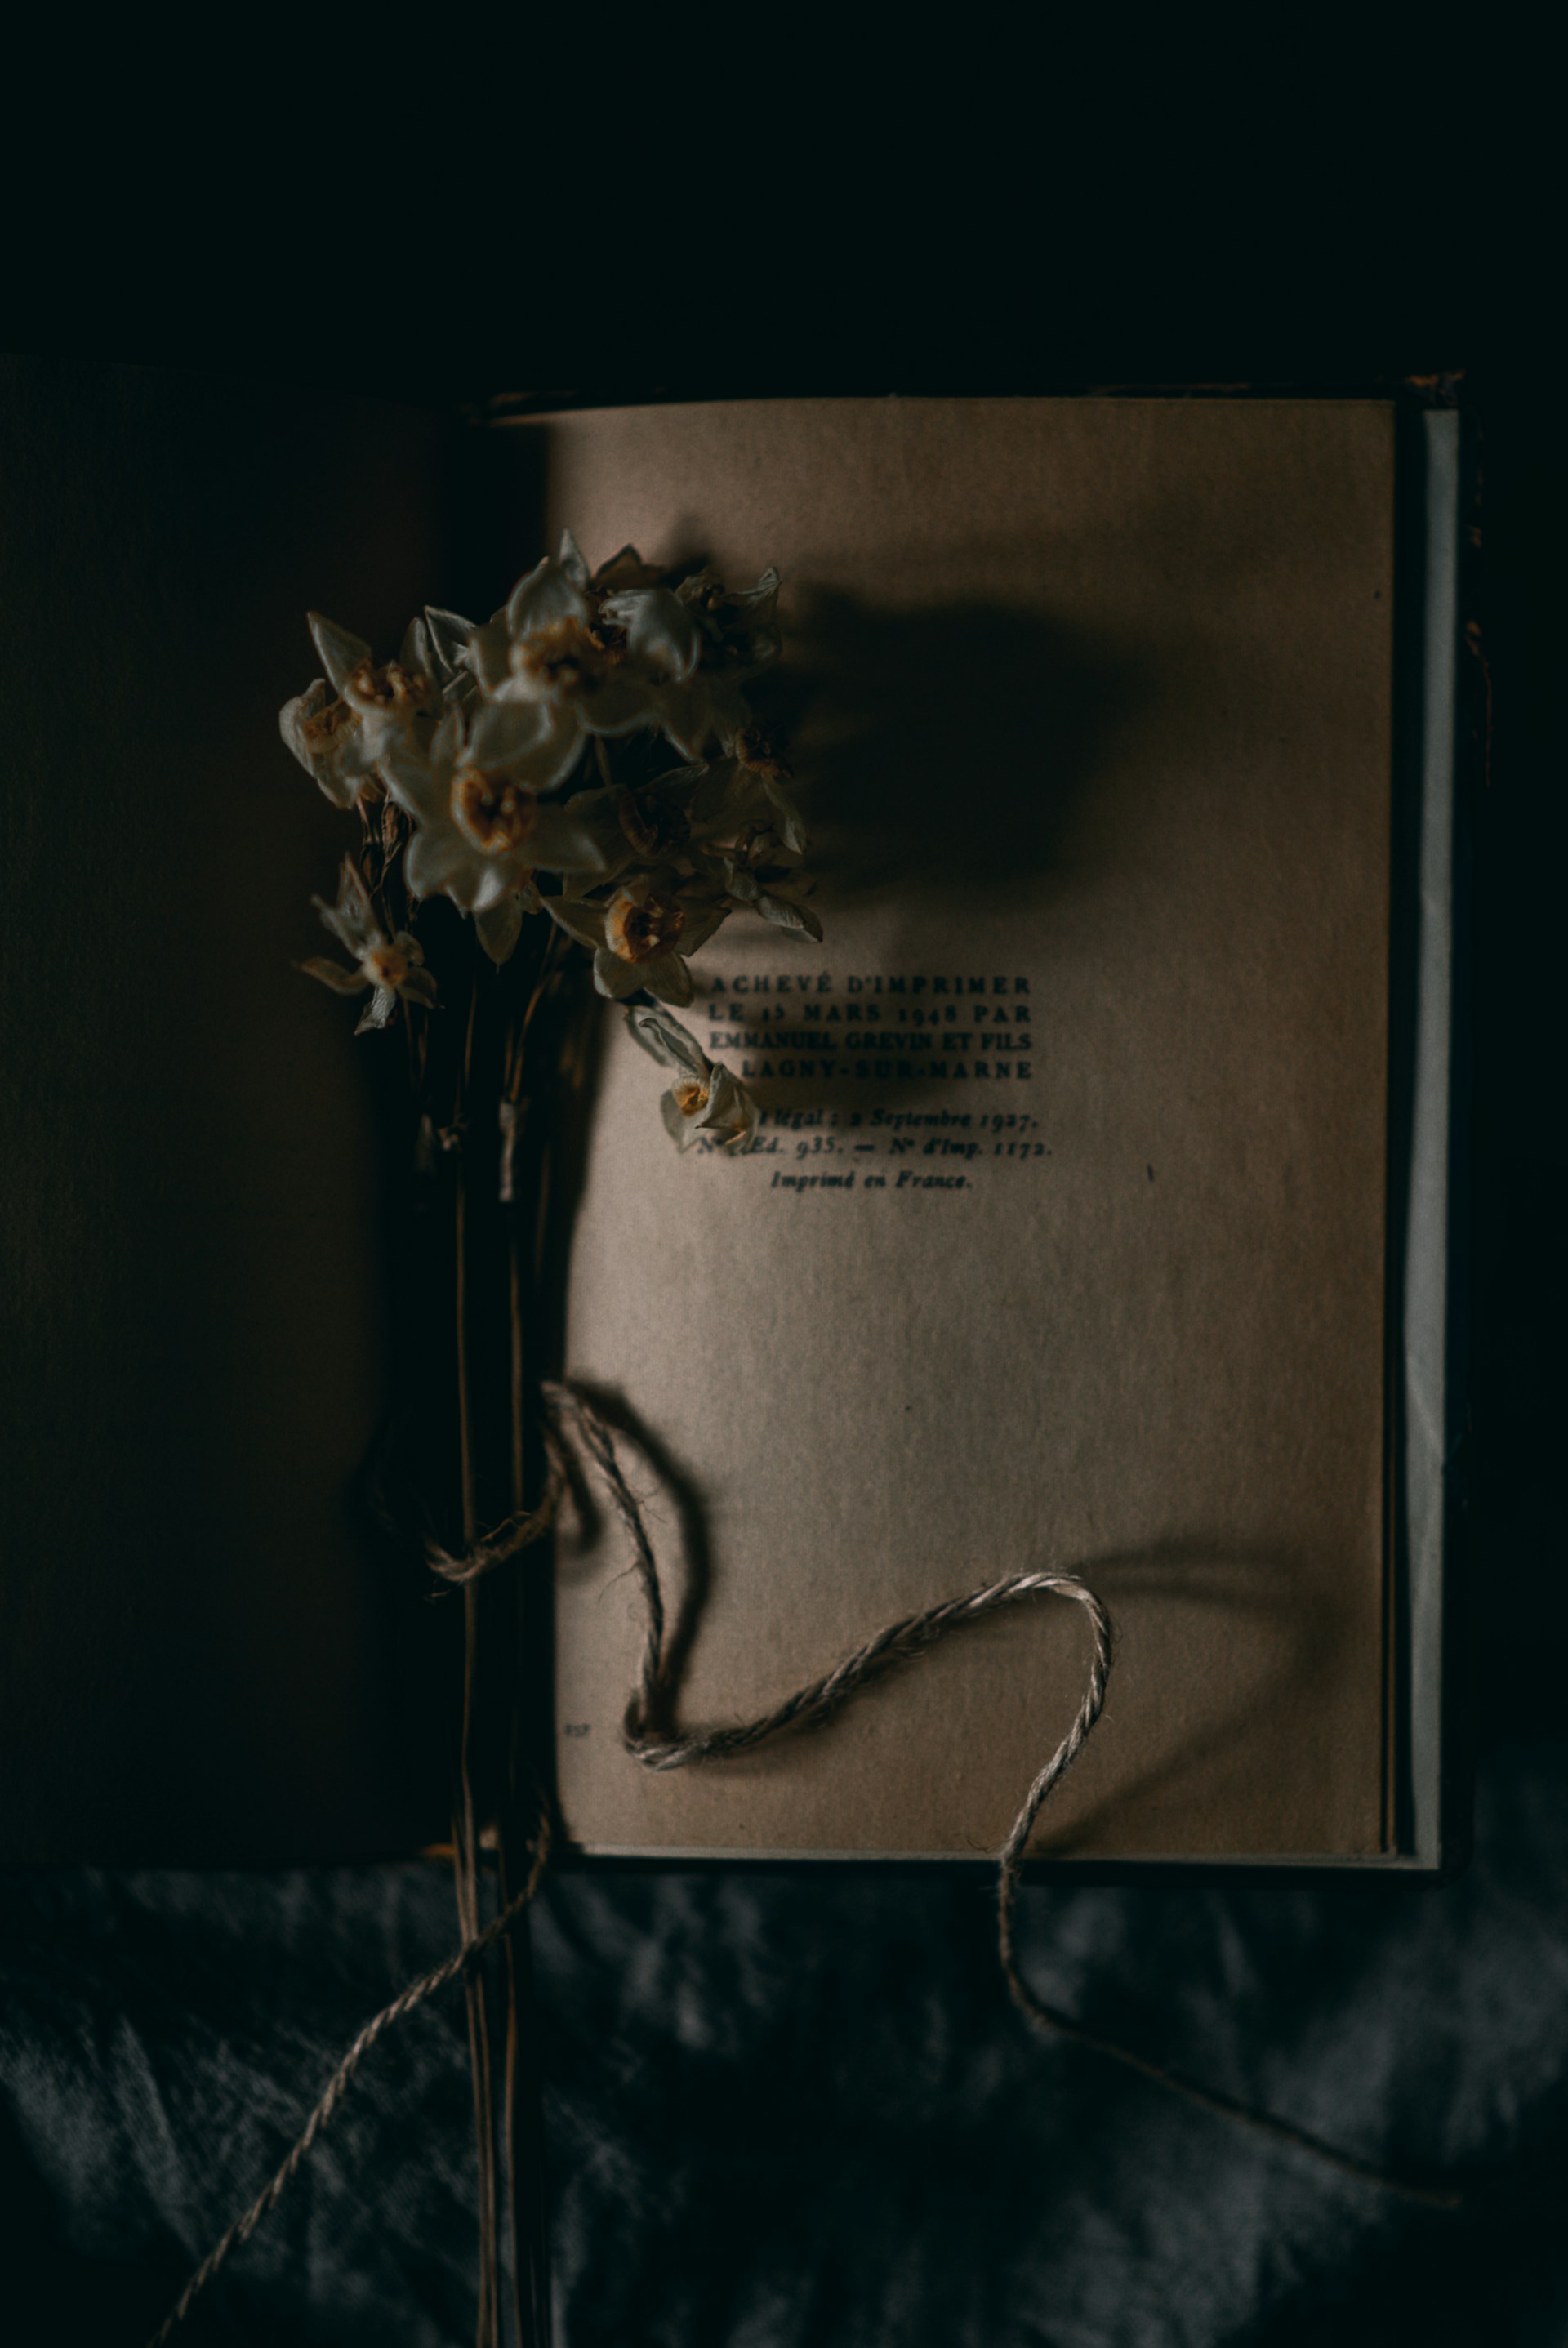 ACHEVÉ D'IMPRIMER
LE 15 MARS 1948 PAR
EMMANUEL GREVIN ET FILS
LAGNY-SUR-MARNE
légal : 2 Septembre 1927.
Éd. 935. — Nº d'Imp. 1172.
Imprimé en France.